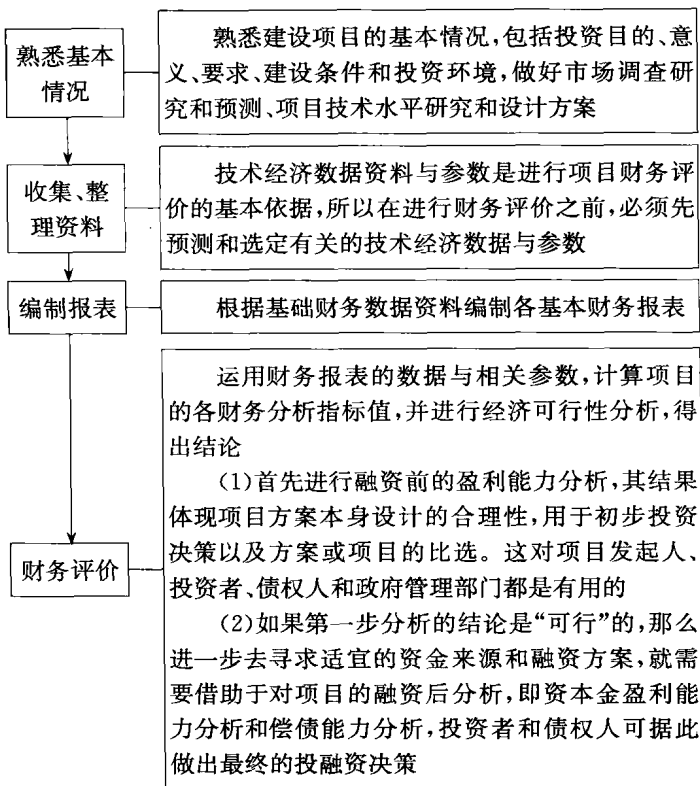 熟悉基本
情况
熟悉建设项目的基本情况,包括投资目的、意
义、要求、建设条件和投资环境,做好市场调查研
究和预测、项目技术水平研究和设计方案
收集、整
理资料
技术经济数据资料与参数是进行项目财务评
价的基本依据,所以在进行财务评价之前,必须先
预测和选定有关的技术经济数据与参数
编制报表
根据基础财务数据资料编制各基本财务报表
财务评价
运用财务报表的数据与相关参数,计算项目
的各财务分析指标值,并进行经济可行性分析,得
出结论
(1)首先进行融资前的盈利能力分析,其结果
体现项目方案本身设计的合理性,用于初步投资
决策以及方案或项目的比选。这对项目发起人、
投资者、债权人和政府管理部门都是有用的
(2)如果第一步分析的结论是“可行”的,那么
进一步去寻求适宜的资金来源和融资方案,就需
要借助于对项目的融资后分析,即资本金盈利能
力分析和偿债能力分析,投资者和债权人可据此
做出最终的投融资决策